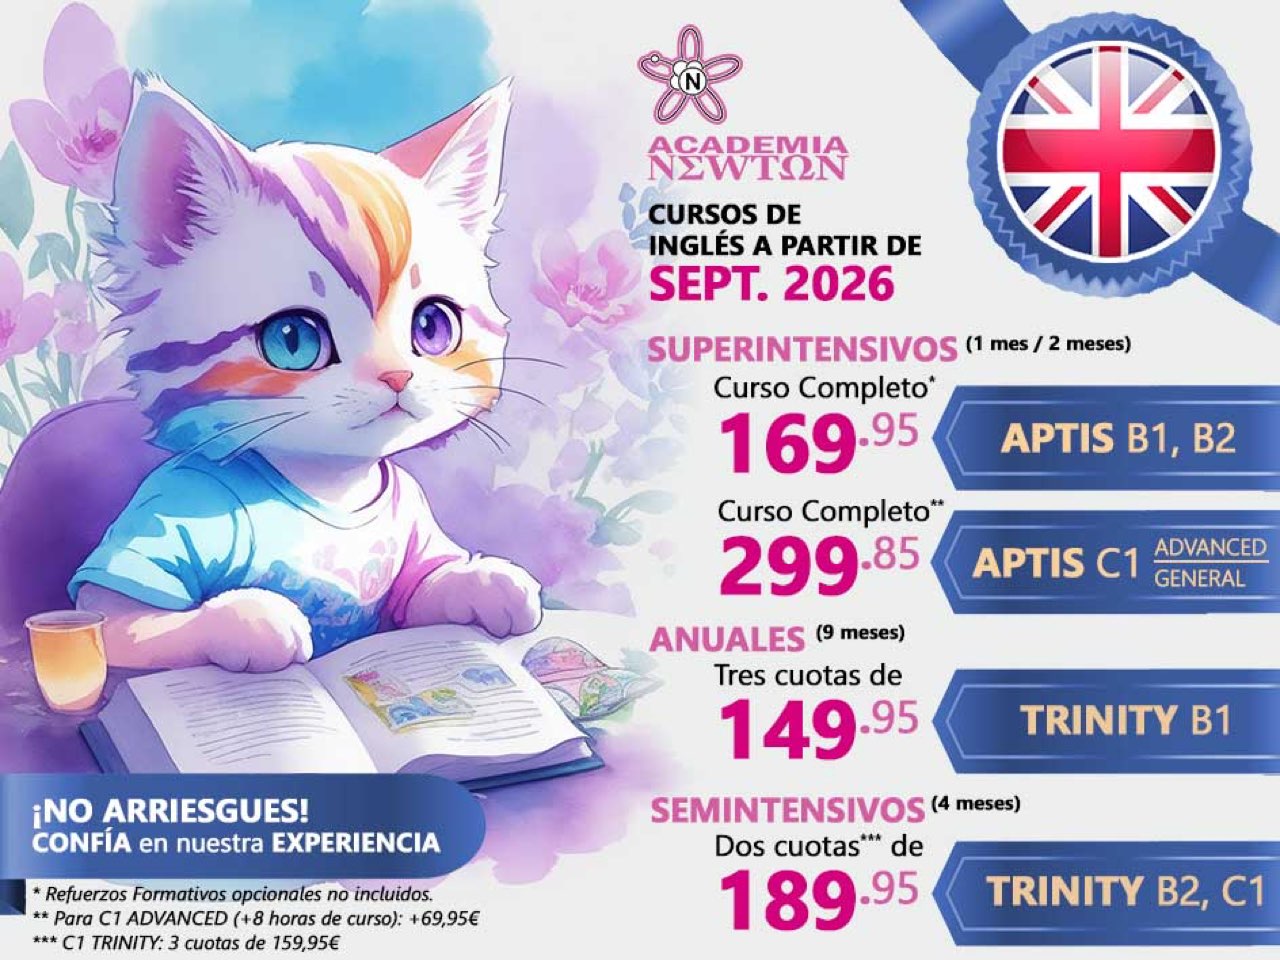 N
ACADEMIA
NΣWTΩN
CURSOS DE
INGLÉS A PARTIR DE
SEPT. 2026
SUPERINTENSIVOS (1 mes / 2 meses)
Curso Completo*
169.95
APTIS B1, B2
Curso Completo**
299.85
APTIS C1 ADVANCED
GENERAL
ANUALES (9 meses)
Tres cuotas de
149.95
TRINITY B1
SEMINTENSIVOS (4 meses)
Dos cuotas*** de
189.95
TRINITY B2, C1
¡NO ARRIESGUES!
CONFÍA en nuestra EXPERIENCIA
* Refuerzos Formativos opcionales no incluidos.
** Para C1 ADVANCED (+8 horas de curso): +69,95€
*** C1 TRINITY: 3 cuotas de 159,95€